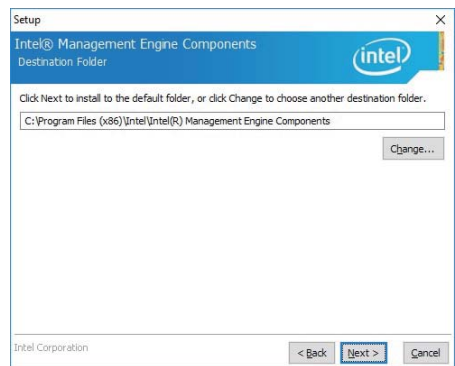 Setup
Intel® Management Engine Components
Destination Folder
intel
Click Next to install to the default folder, or click Change to choose another destination folder.
C:\Program Files (x86)\Intel\Intel(R) Management Engine Components
Change...
Intel Corporation
< Back Next > Cancel